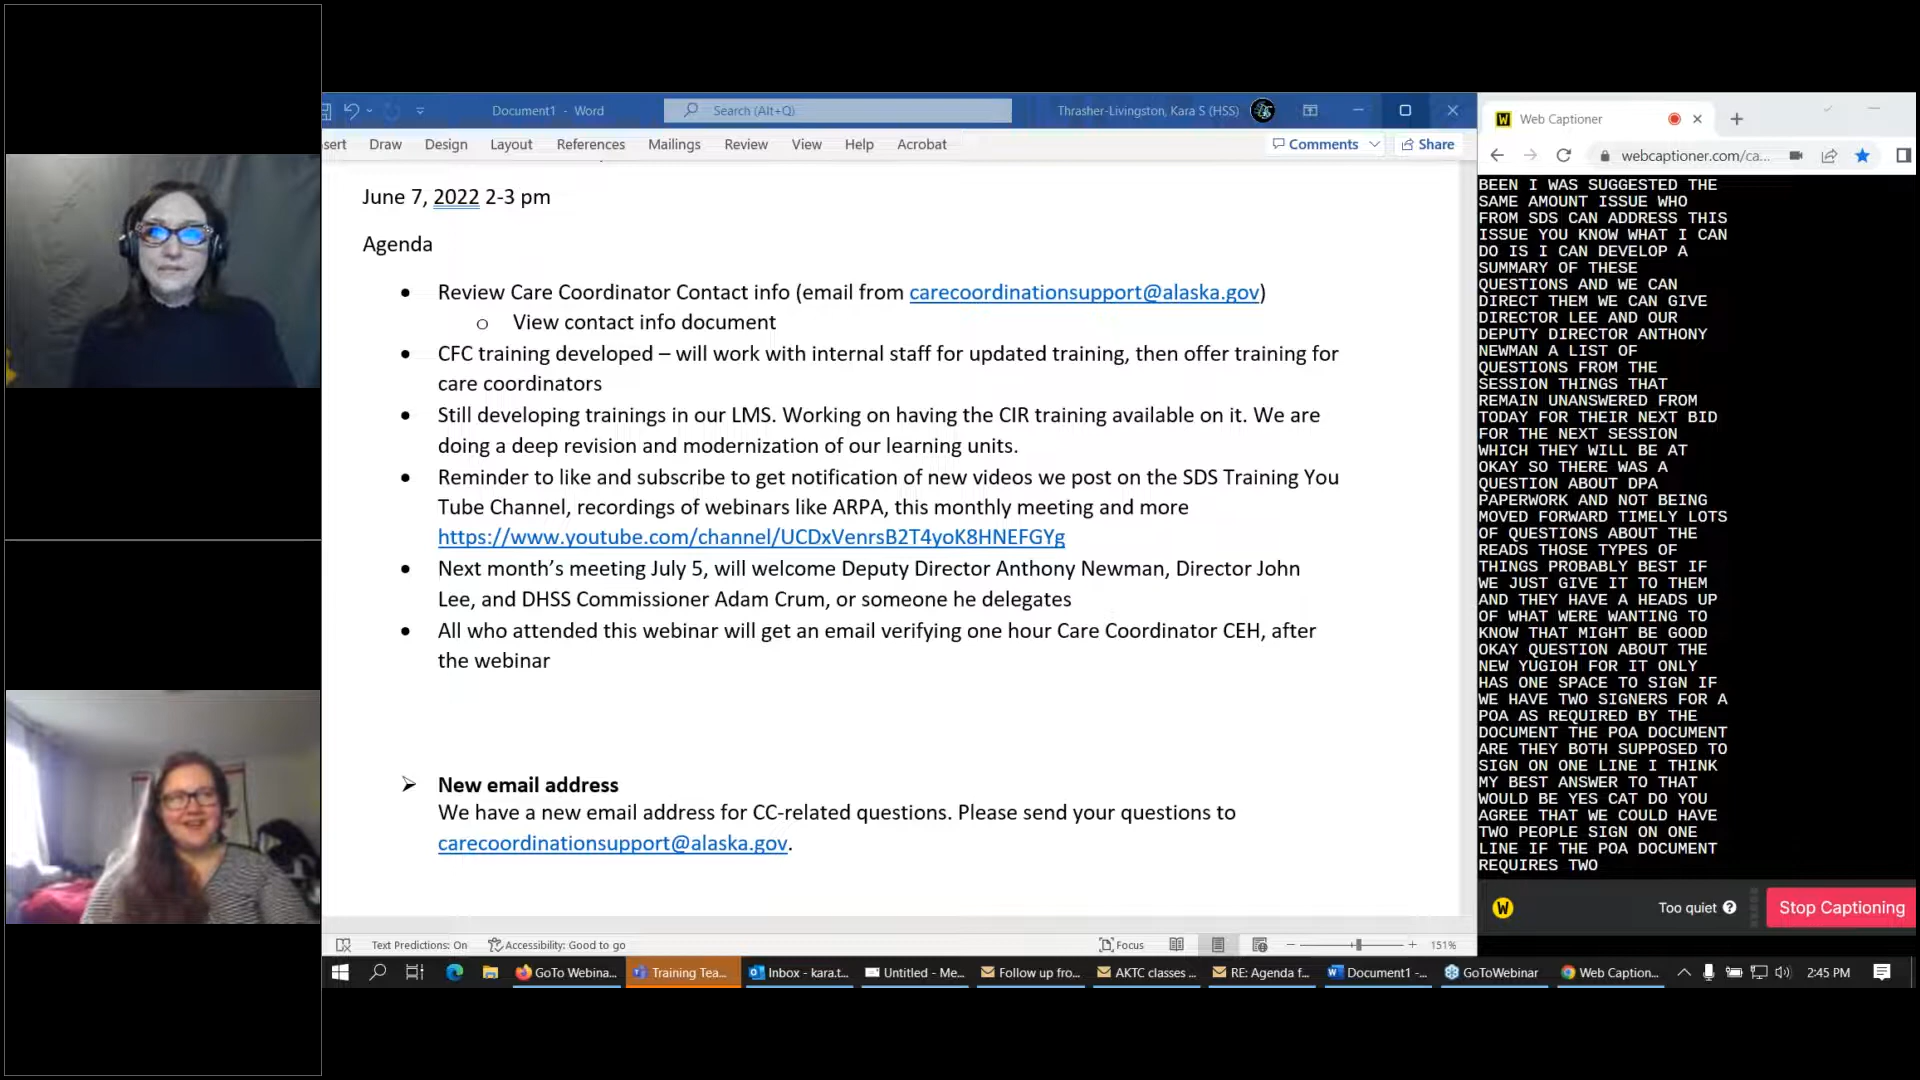 Document1 - Word
Search (Alt+Q)
Thrasher-Livingston, Kara S (HSS)
sert Draw Design Layout References Mailings Review View Help Acrobat
Comments
Share
June 7, 2022 2-3 pm
Agenda
• Review Care Coordinator Contact info (email from carecoordinationsupport@alaska.gov)
o View contact info document
• CFC training developed – will work with internal staff for updated training, then offer training for
care coordinators
• Still developing trainings in our LMS. Working on having the CIR training available on it. We are
doing a deep revision and modernization of our learning units.
• Reminder to like and subscribe to get notification of new videos we post on the SDS Training You
Tube Channel, recordings of webinars like ARPA, this monthly meeting and more
https://www.youtube.com/channel/UCDxVenrsB2T4yoK8HNEFGYg
• Next month's meeting July 5, will welcome Deputy Director Anthony Newman, Director John
Lee, and DHSS Commissioner Adam Crum, or someone he delegates
• All who attended this webinar will get an email verifying one hour Care Coordinator CEH, after
the webinar
➢ New email address
We have a new email address for CC-related questions. Please send your questions to
carecoordinationsupport@alaska.gov.
Text Predictions: On
Accessibility: Good to go
Focus
151%
W Web Captioner
webcaptioner.com/ca...
BEEN I WAS SUGGESTED THE
SAME AMOUNT ISSUE WHO
FROM SDS CAN ADDRESS THIS
ISSUE YOU KNOW WHAT I CAN
DO IS I CAN DEVELOP A
SUMMARY OF THESE
QUESTIONS AND WE CAN
DIRECT THEM WE CAN GIVE
DIRECTOR LEE AND OUR
DEPUTY DIRECTOR ANTHONY
NEWMAN A LIST OF
QUESTIONS FROM THE
SESSION THINGS THAT
REMAIN UNANSWERED FROM
TODAY FOR THEIR NEXT BID
FOR THE NEXT SESSION
WHICH THEY WILL BE AT
OKAY SO THERE WAS A
QUESTION ABOUT DPA
PAPERWORK AND NOT BEING
MOVED FORWARD TIMELY LOTS
OF QUESTIONS ABOUT THE
READS THOSE TYPES OF
THINGS PROBABLY BEST IF
WE JUST GIVE IT TO THEM
AND THEY HAVE A HEADS UP
OF WHAT WERE WANTING TO
KNOW THAT MIGHT BE GOOD
OKAY QUESTION ABOUT THE
NEW YUGIOH FOR IT ONLY
HAS ONE SPACE TO SIGN IF
WE HAVE TWO SIGNERS FOR A
POA AS REQUIRED BY THE
DOCUMENT THE POA DOCUMENT
ARE THEY BOTH SUPPOSED TO
SIGN ON ONE LINE I THINK
MY BEST ANSWER TO THAT
WOULD BE YES CAT DO YOU
AGREE THAT WE COULD HAVE
TWO PEOPLE SIGN ON ONE
LINE IF THE POA DOCUMENT
REQUIRES TWO
W
Too quiet
Stop Captioning
GoTo Webina...
Training Tea...
Inbox - kara.t...
Untitled - Me...
Follow up fro...
AKTC classes ...
RE: Agenda f...
Document1 -...
GoToWebinar
Web Caption...
2:45 PM